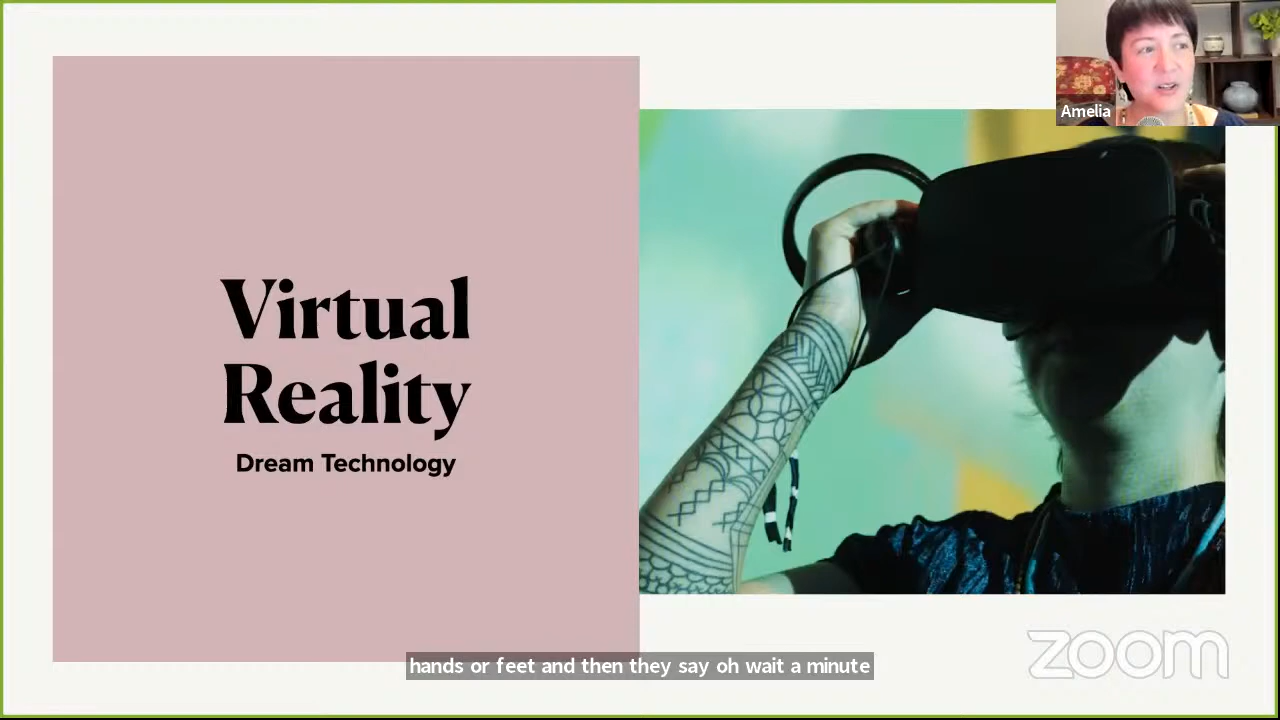 Amelia
Virtual
Reality
Dream Technology
hands or feet and then they say oh wait a minute
zoom